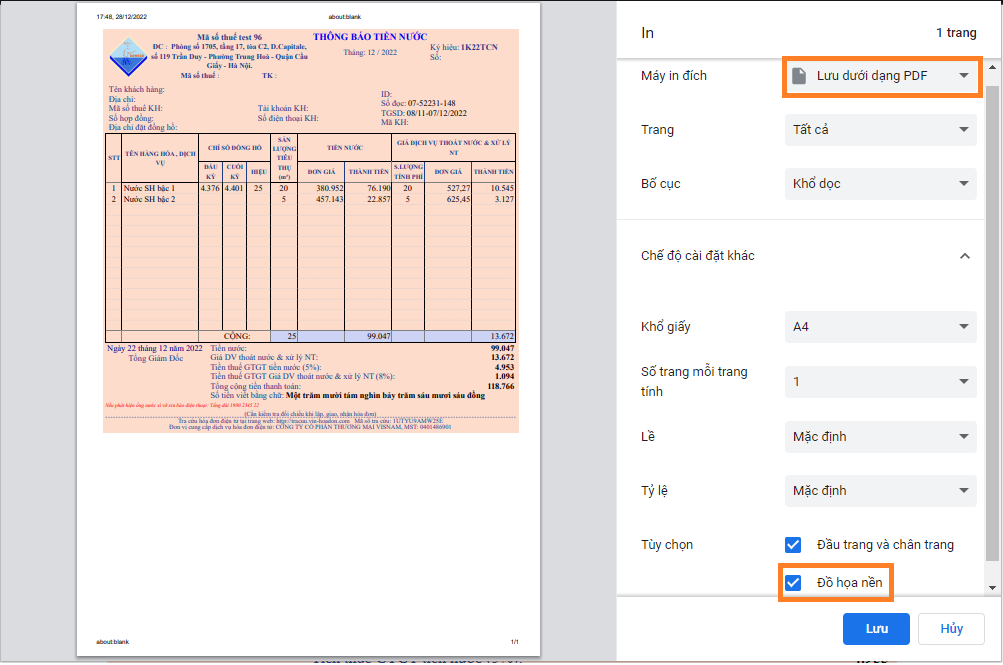 17:48, 28/12/2022
about:blank
Mã số thuế test 96
ĐC : Phòng số 1705, tầng 17, tòa C2, D.Capitale,
số 119 Trần Duy - Phường Trung Hoà - Quận Cầu
Giấy - Hà Nội.
Mã số thuế :
TK :
THÔNG BÁO TIỀN NƯỚC
Tháng: 12 / 2022
Ký hiệu: 1K22TCN
Số:
Tên khách hàng:
Địa chỉ:
Mã số thuế KH:
Tài khoản KH:
Số hợp đồng:
Số điện thoại KH:
Địa chỉ đặt đồng hồ:
ID:
Số đọc: 07-52231-148
TGSD: 08/11-07/12/2022
Mã KH:
STT
TÊN HÀNG HÓA , DỊCH VỤ
CHỈ SỐ ĐỒNG HỒ
SẢN LƯỢNG TIÊU THỤ (m³)
TIỀN NƯỚC
GIÁ DỊCH VỤ THOÁT NƯỚC & XỬ LÝ NT
ĐẦU KỲ
CUỐI KỲ
HIỆU
ĐƠN GIÁ
THÀNH TIỀN
S.LƯỢNG TÍNH PHÍ
ĐƠN GIÁ
THÀNH TIỀN
1 Nước SH bậc 1 4.376 4.401 25 20 380.952 76.190 20 527,27 10.545
2 Nước SH bậc 2 5 457.143 22.857 5 625,45 3.127
CỘNG: 25 99.047 13.672
Ngày 22 tháng 12 năm 2022
Tổng Giám Đốc
Tiền nước: 99.047
Giá DV thoát nước & xử lý NT: 13.672
Tiền thuế GTGT tiền nước (5%): 4.953
Tiền thuế GTGT Giá DV thoát nước & xử lý NT (8%): 1.094
Tổng cộng tiền thanh toán: 118.766
Số tiền viết bằng chữ: Một trăm mười tám nghìn bảy trăm sáu mươi sáu đồng
(Cần kiểm tra đối chiếu khi lập, giao, nhận hóa đơn)
Tra cứu hóa đơn điện tử tại trang web: http://tracuu.vin-hoadon.com Mã số tra cứu: 1UTYU9AMW25E
Đơn vị cung cấp dịch vụ hóa đơn điện tử: CÔNG TY CỔ PHẦN THƯƠNG MẠI VISNAM, MST: 0401486901
about:blank
1/1
In
1 trang
Máy in đích
Lưu dưới dạng PDF
Trang
Tất cả
Bố cục
Khổ dọc
Chế độ cài đặt khác
Khổ giấy
A4
Số trang mỗi trang
tính
1
Lề
Mặc định
Tỷ lệ
Mặc định
Tùy chọn
Đầu trang và chân trang
Đồ họa nền
Lưu
Hủy